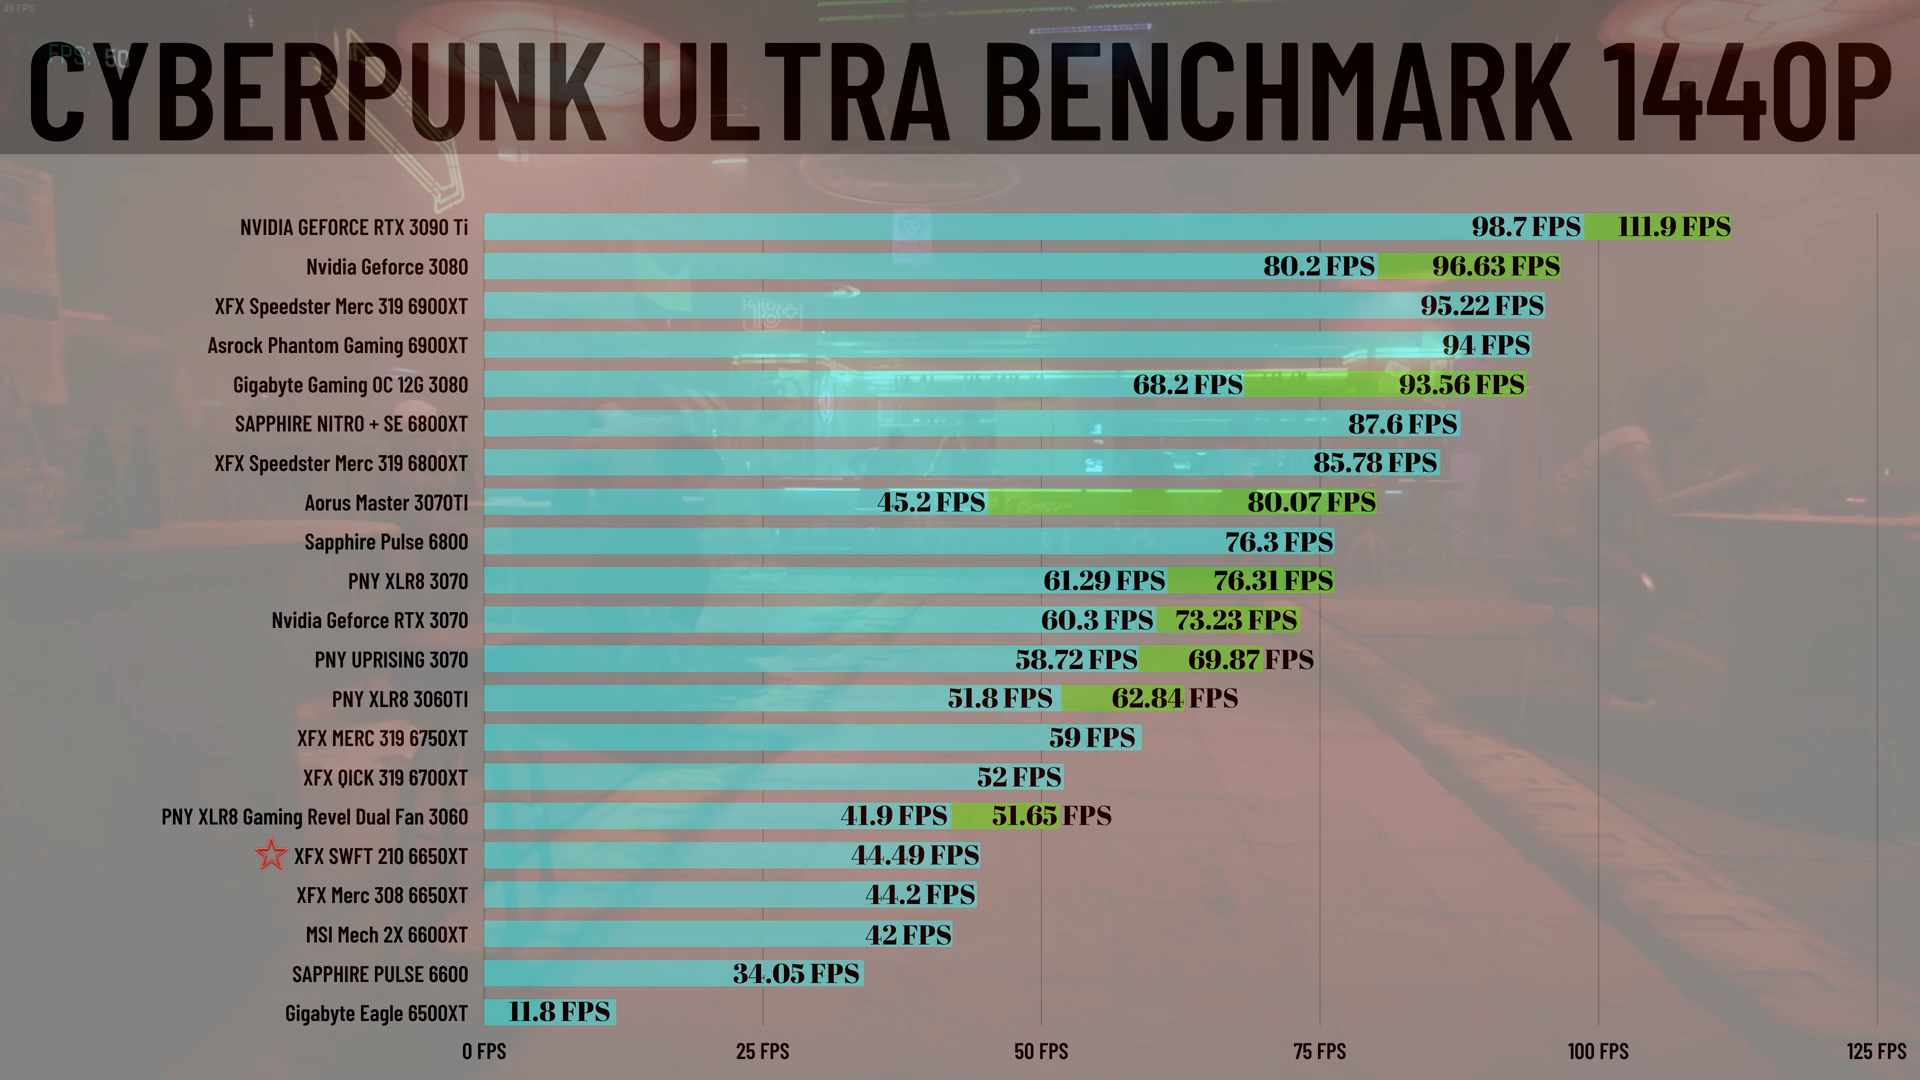 49 FPS
FPS: 50
CYBERPUNK ULTRA BENCHMARK 1440P
NVIDIA GEFORCE RTX 3090 Ti 98.7 FPS 111.9 FPS
Nvidia Geforce 3080 80.2 FPS 96.63 FPS
18+
XFX Speedster Merc 319 6900XT 95.22 FPS
Asrock Phantom Gaming 6900XT 94 FPS
Gigabyte Gaming OC 12G 3080 68.2 FPS 93.56 FPS
SAPPHIRE NITRO + SE 6800XT 87.6 FPS
XFX Speedster Merc 319 6800XT 85.78 FPS
Aorus Master 3070TI 45.2 FPS 80.07 FPS
Sapphire Pulse 6800 76.3 FPS
PNY XLR8 3070 61.29 FPS 76.31 FPS
Nvidia Geforce RTX 3070 60.3 FPS 73.23 FPS
PNY UPRISING 3070 58.72 FPS 69.87 FPS
PNY XLR8 3060TI 51.8 FPS 62.84 FPS
XFX MERC 319 6750XT 59 FPS
XFX QICK 319 6700XT 52 FPS
PNY XLR8 Gaming Revel Dual Fan 3060 41.9 FPS 51.65 FPS
XFX SWFT 210 6650XT 44.49 FPS
XFX Merc 308 6650XT 44.2 FPS
MSI Mech 2X 6600XT 42 FPS
SAPPHIRE PULSE 6600 34.05 FPS
Gigabyte Eagle 6500XT 11.8 FPS
0 FPS 25 FPS 50 FPS 75 FPS 100 FPS 125 FPS